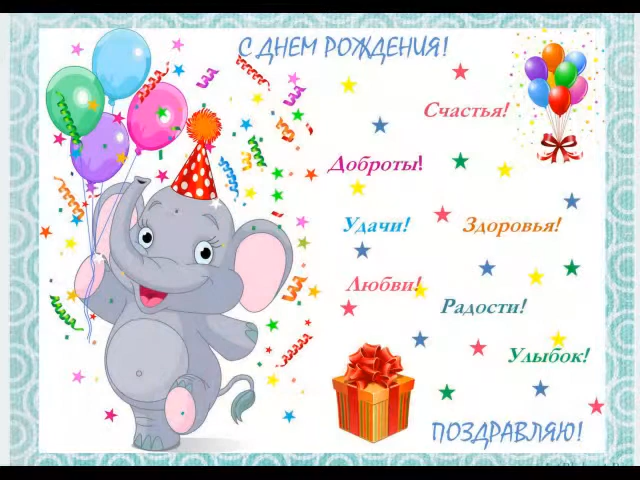 С ДНЕМ РОЖДЕНИЯ!
Счастья!
Доброты!
Удачи!
Здоровья!
Любви!
Радости!
Улыбок!
ПОЗДРАВЛЯЮ!